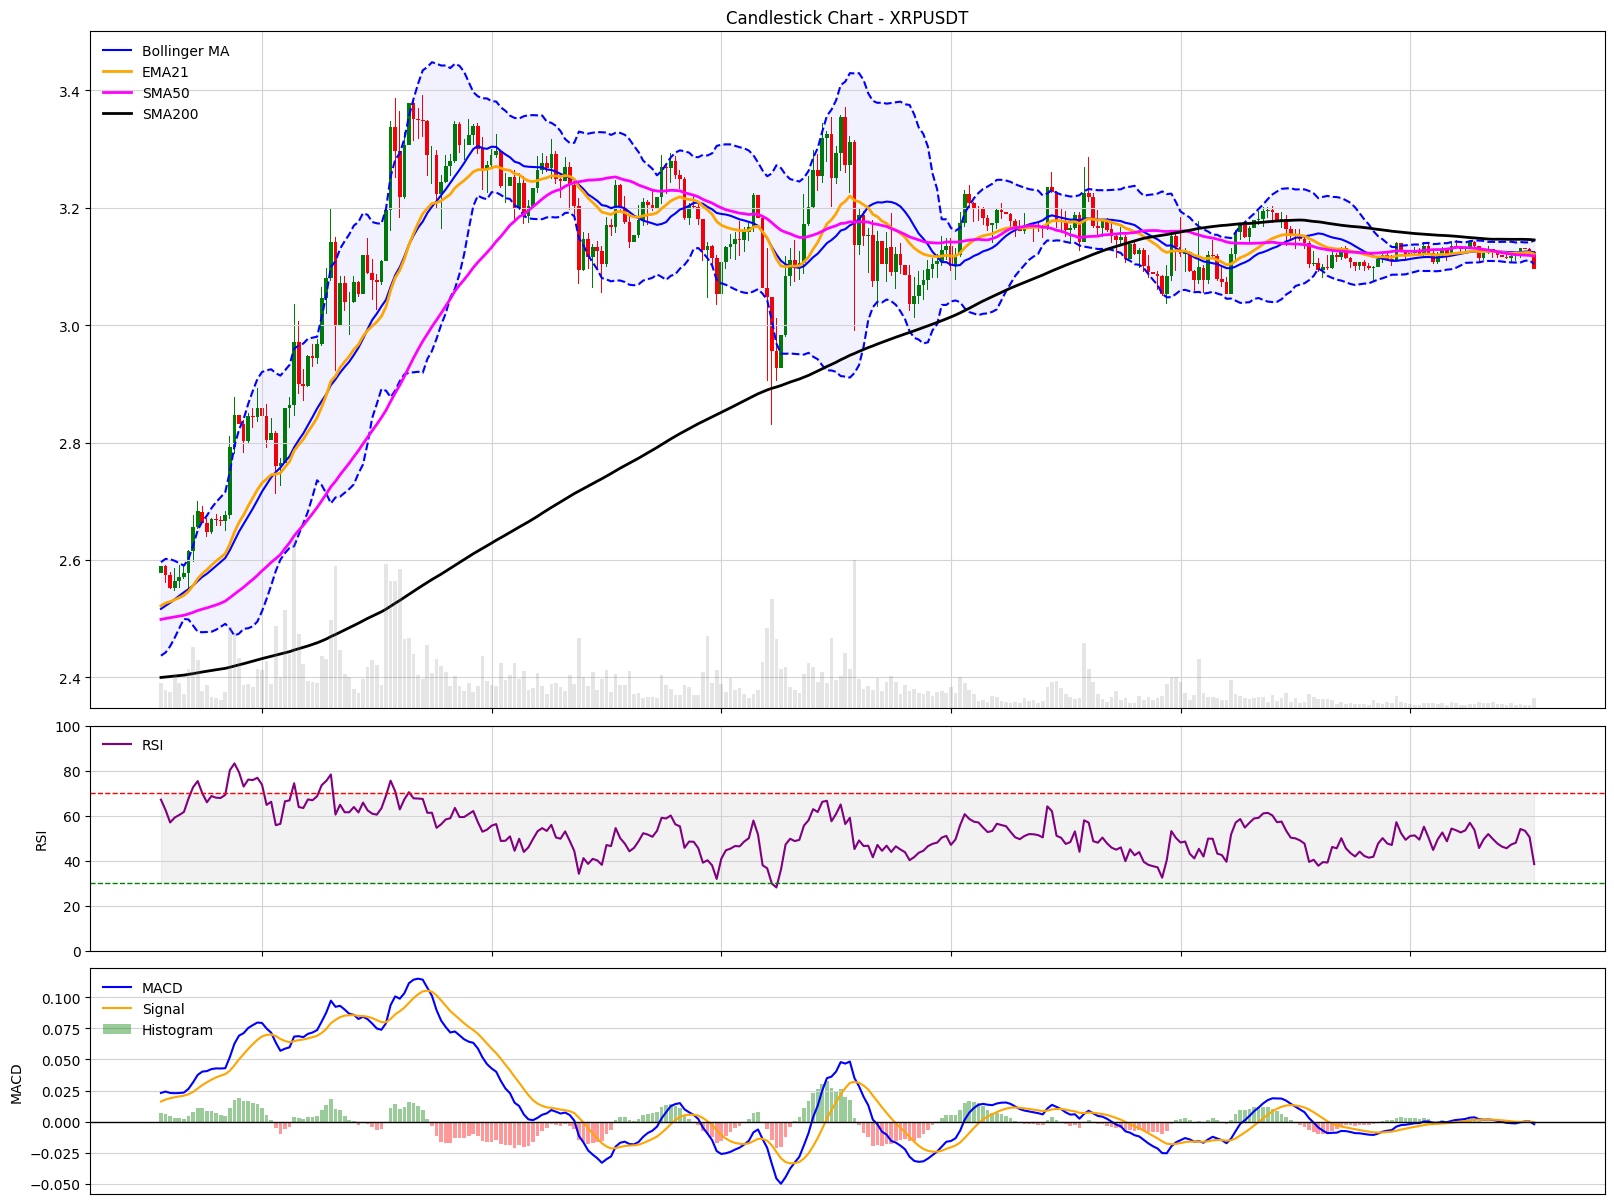 Candlestick Chart - XRPUSDT
Bollinger MA
EMA21
SMA50
SMA200
3.4
3.2
3.0
2.8
2.6
2.4
RSI
100
80
60
40
20
0
RSI
MACD
Signal
Histogram
0.100
0.075
0.050
0.025
0.000
−0.025
−0.050
MACD